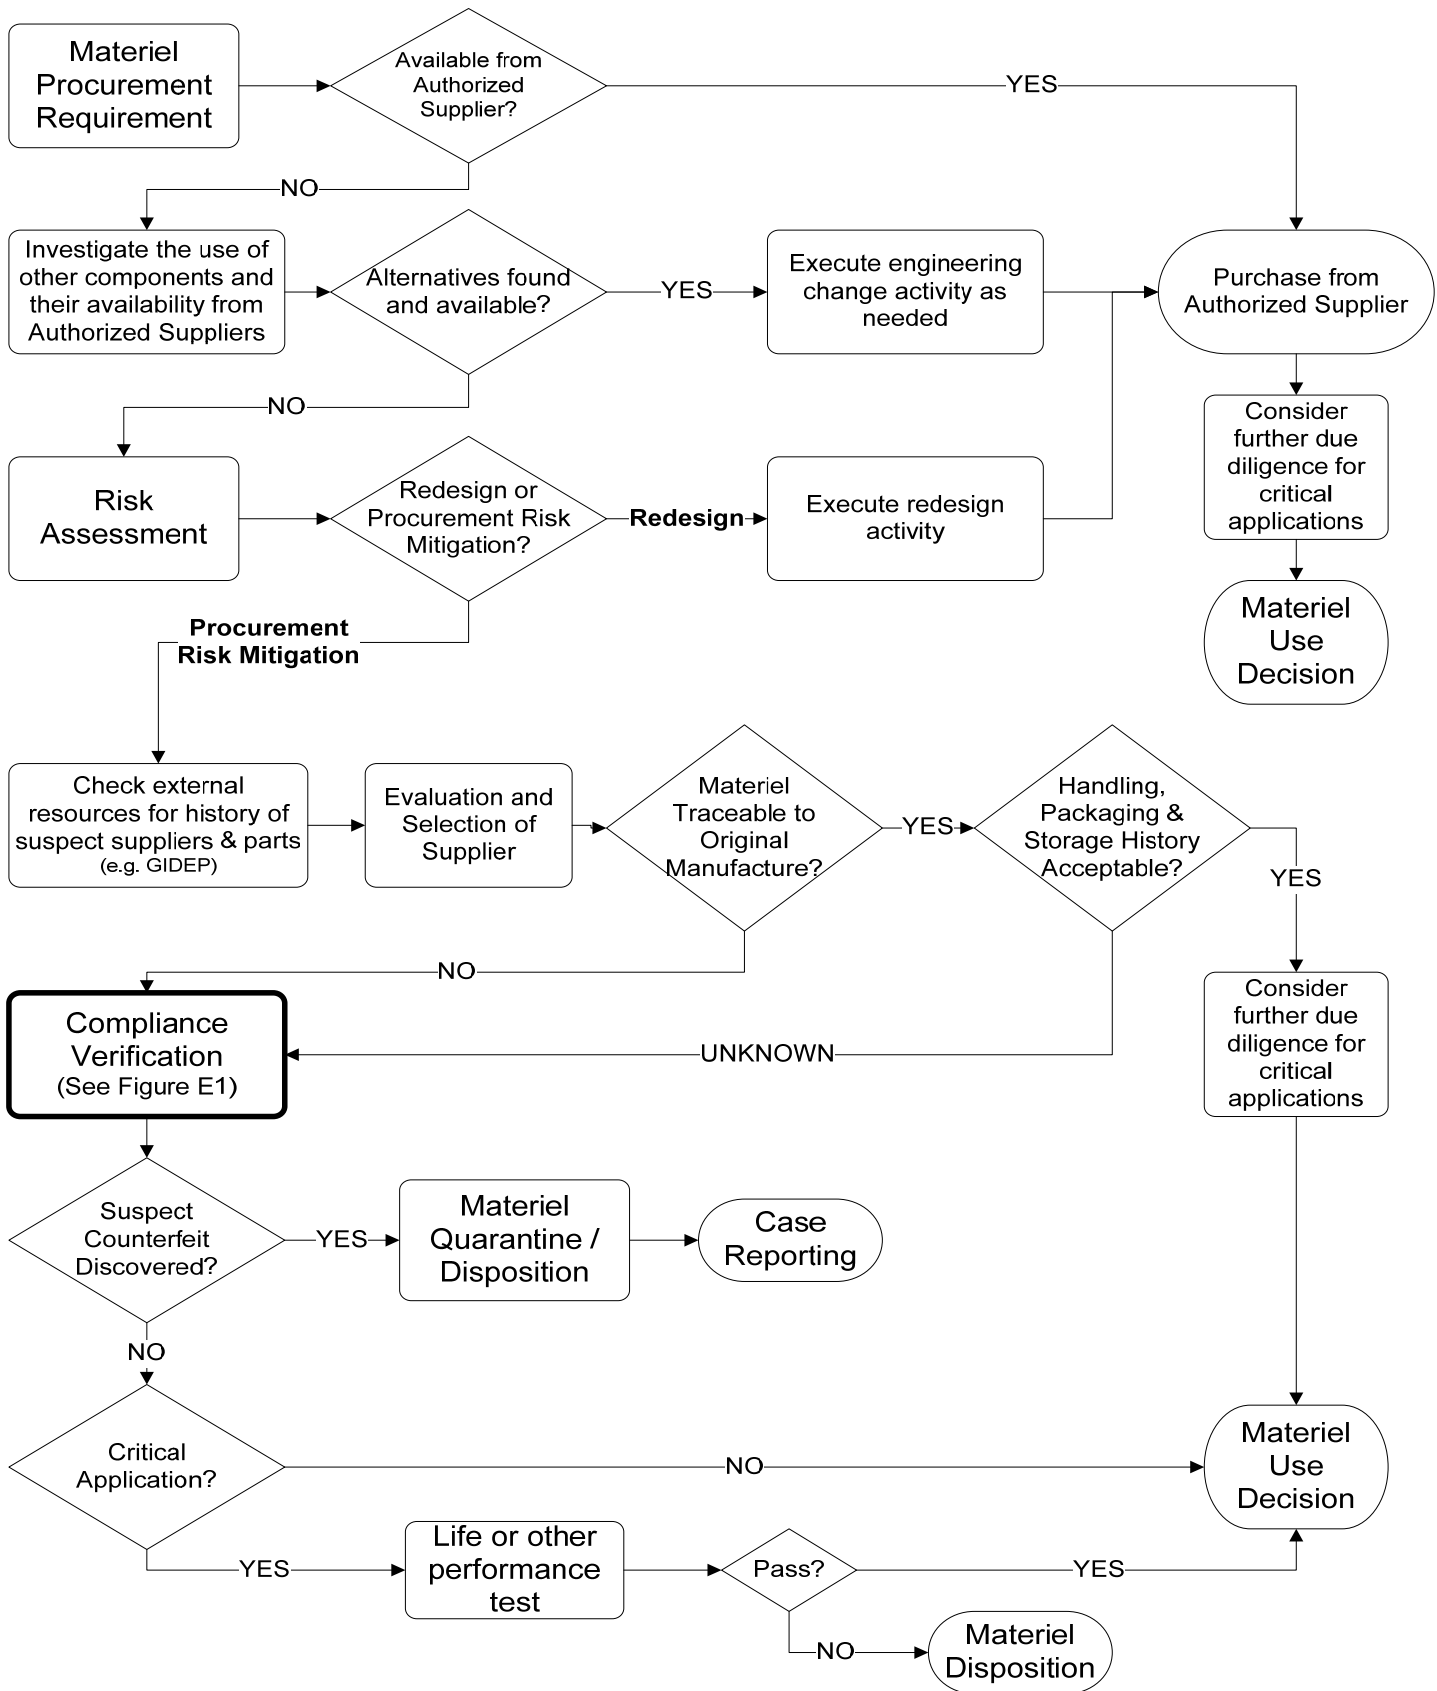 Materiel
Procurement
Requirement
Available from
Authorized
Supplier?
YES
NO
Investigate the use of
other components and
their availability from
Authorized Suppliers
Alternatives found
and available?
YES
Execute engineering
change activity as
needed
Purchase from
Authorized Supplier
NO
Consider
further due
diligence for
critical
applications
Risk
Assessment
Redesign or
Procurement Risk
Mitigation?
Redesign
Execute redesign
activity
Materiel
Use
Decision
Procurement
Risk Mitigation
Check external
resources for history of
suspect suppliers & parts
(e.g. GIDEP)
Evaluation and
Selection of
Supplier
Materiel
Traceable to
Original
Manufacture?
YES
Handling,
Packaging &
Storage History
Acceptable?
YES
NO
Compliance
Verification
(See Figure E1)
UNKNOWN
Consider
further due
diligence for
critical
applications
Suspect
Counterfeit
Discovered?
YES
Materiel
Quarantine /
Disposition
Case
Reporting
NO
Critical
Application?
NO
Materiel
Use
Decision
YES
Life or other
performance
test
Pass?
YES
NO
Materiel
Disposition